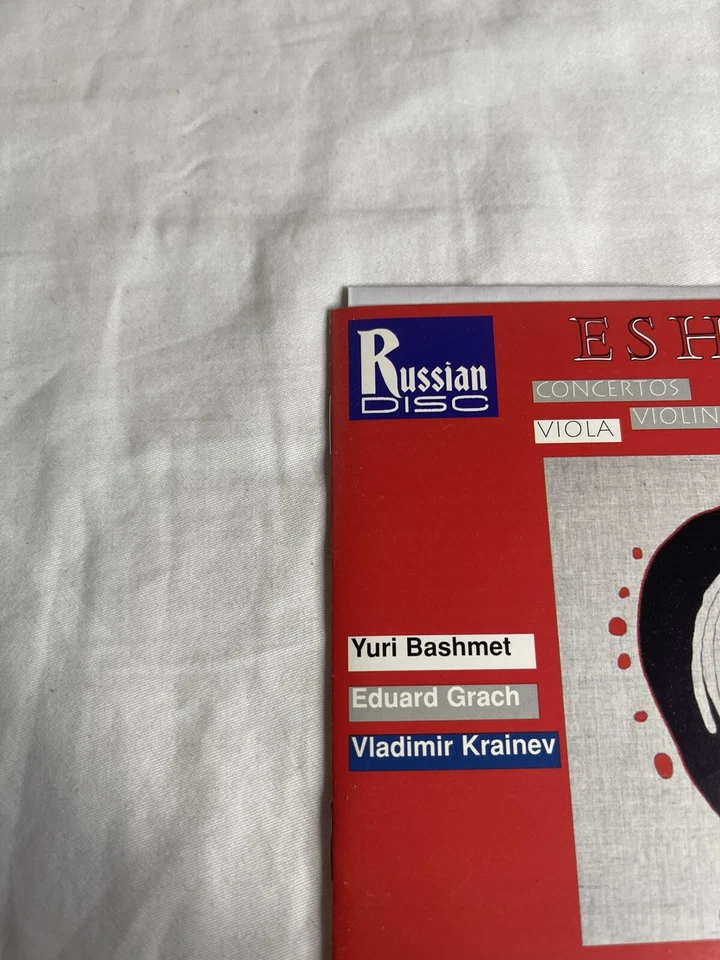 Russian
DISC
ESH
CONCERTOS
VIOLIN
VIOLA
Yuri Bashmet
Eduard Grach
Vladimir Krainev